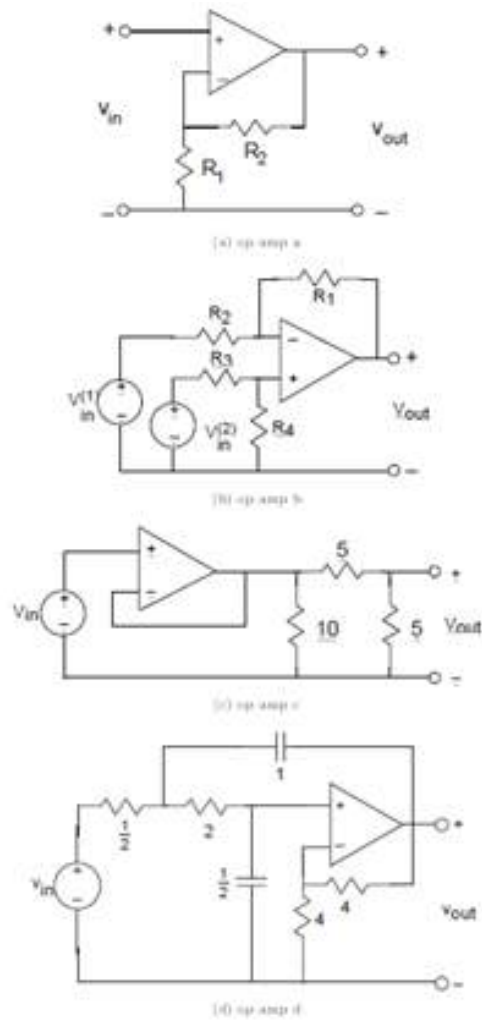 + + +
−
V_in R_2 V_out
R_1
− −
(a) op amp a
R_1
R_2
−
R_3 +
+
V_in^(1) + − + − V_in^(2) R_4 V_out
−
(b) op amp b
5
+ +
−
V_in + − 10 5 V_out
−
(c) op amp c
1
1/2 2 + +
−
1/2 4
v_in + − 4 v_out
−
(d) op amp d